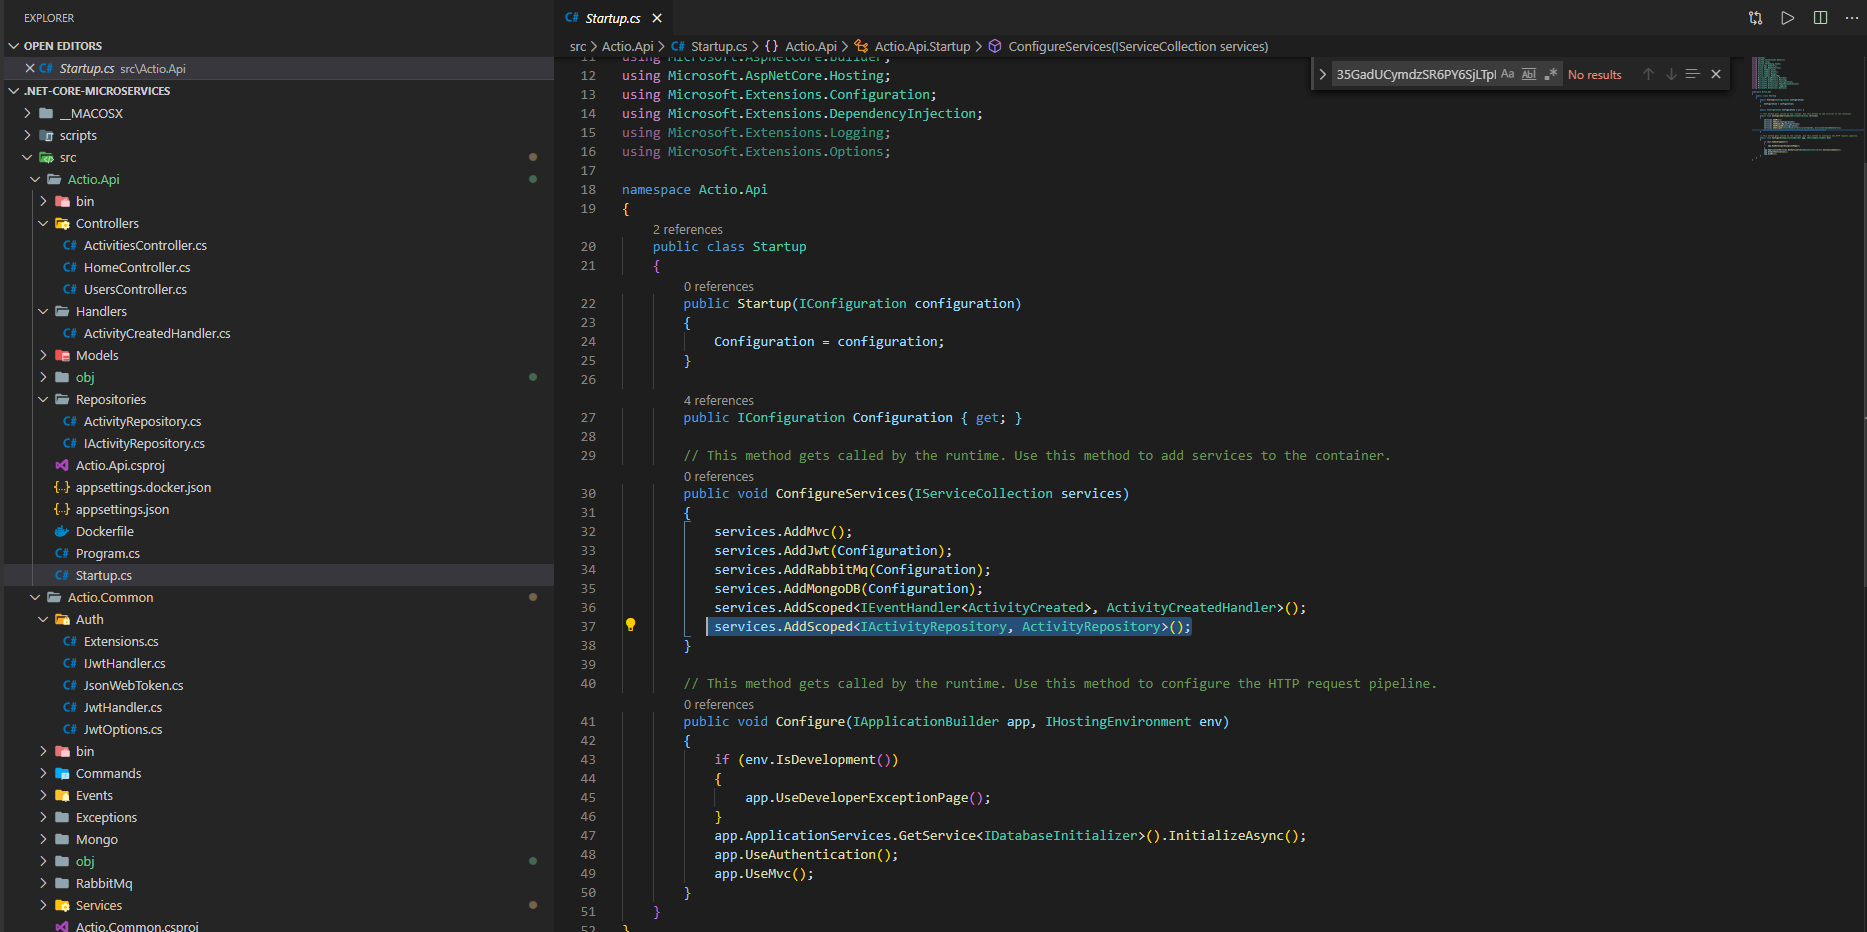 EXPLORER
OPEN EDITORS
Startup.cs src\Actio.Api
.NET-CORE-MICROSERVICES
__MACOSX
scripts
src
Actio.Api
bin
Controllers
C# ActivitiesController.cs
C# HomeController.cs
C# UsersController.cs
Handlers
C# ActivityCreatedHandler.cs
Models
obj
Repositories
C# ActivityRepository.cs
C# IActivityRepository.cs
Actio.Api.csproj
{..} appsettings.docker.json
{..} appsettings.json
Dockerfile
C# Program.cs
C# Startup.cs
Actio.Common
Auth
C# Extensions.cs
C# IJwtHandler.cs
C# JsonWebToken.cs
C# JwtHandler.cs
C# JwtOptions.cs
bin
Commands
Events
Exceptions
Mongo
obj
RabbitMq
Services
Actio.Common.csproj
C# Startup.cs
src > Actio.Api > C# Startup.cs > {} Actio.Api > Actio.Api.Startup > ConfigureServices(IServiceCollection services)
35GadUCymdzSR6PY6SjLTpI Aa Abl .* No results
11 using Microsoft.AspNetCore.Builder;
12 using Microsoft.AspNetCore.Hosting;
13 using Microsoft.Extensions.Configuration;
14 using Microsoft.Extensions.DependencyInjection;
15 using Microsoft.Extensions.Logging;
16 using Microsoft.Extensions.Options;
17
18 namespace Actio.Api
19 {
2 references
20 public class Startup
21 {
0 references
22 public Startup(IConfiguration configuration)
23 {
24 Configuration = configuration;
25 }
26
4 references
27 public IConfiguration Configuration { get; }
28
29 // This method gets called by the runtime. Use this method to add services to the container.
0 references
30 public void ConfigureServices(IServiceCollection services)
31 {
32 services.AddMvc();
33 services.AddJwt(Configuration);
34 services.AddRabbitMq(Configuration);
35 services.AddMongoDB(Configuration);
36 services.AddScoped<IEventHandler<ActivityCreated>, ActivityCreatedHandler>();
37 services.AddScoped<IActivityRepository, ActivityRepository>();
38 }
39
40 // This method gets called by the runtime. Use this method to configure the HTTP request pipeline.
0 references
41 public void Configure(IApplicationBuilder app, IHostingEnvironment env)
42 {
43 if (env.IsDevelopment())
44 {
45 app.UseDeveloperExceptionPage();
46 }
47 app.ApplicationServices.GetService<IDatabaseInitializer>().InitializeAsync();
48 app.UseAuthentication();
49 app.UseMvc();
50 }
51 }
52 }